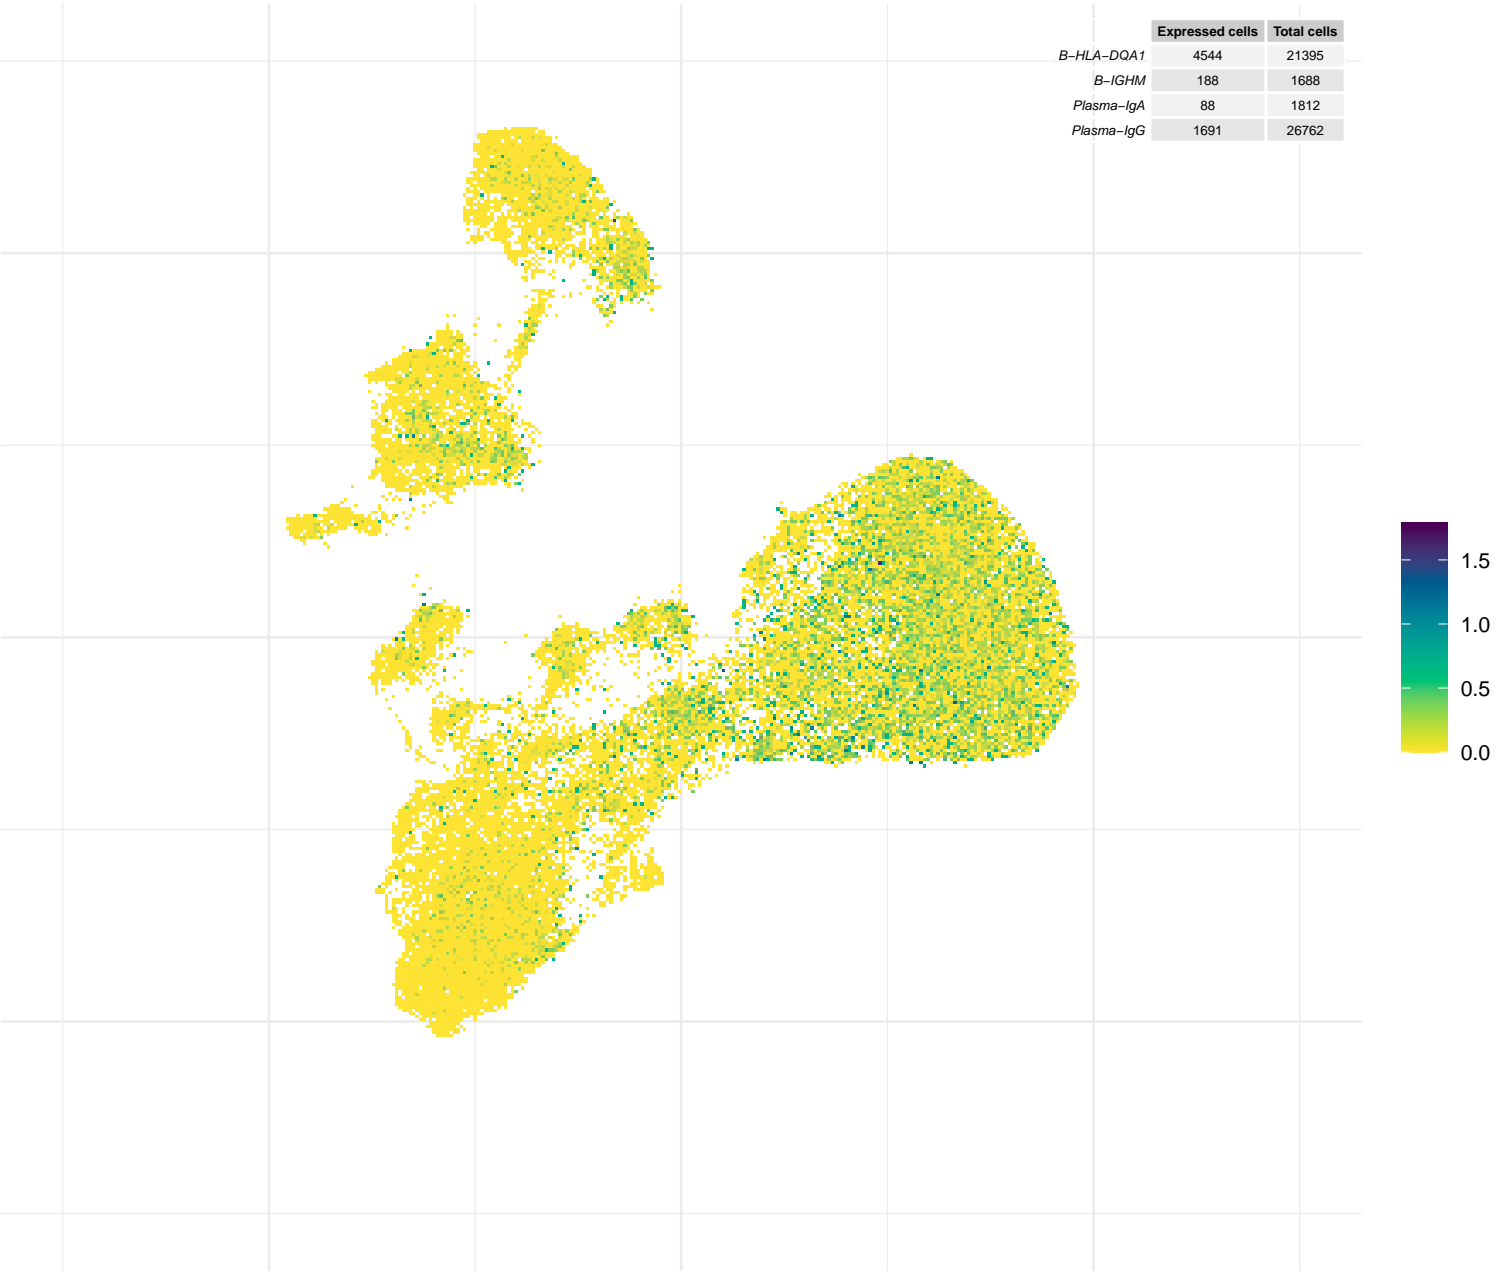 Expressed cells Total cells
B−HLA−DQA1 4544 21395
B−IGHM 188 1688
Plasma−IgA 88 1812
Plasma−IgG 1691 26762
1.5
1.0
0.5
0.0